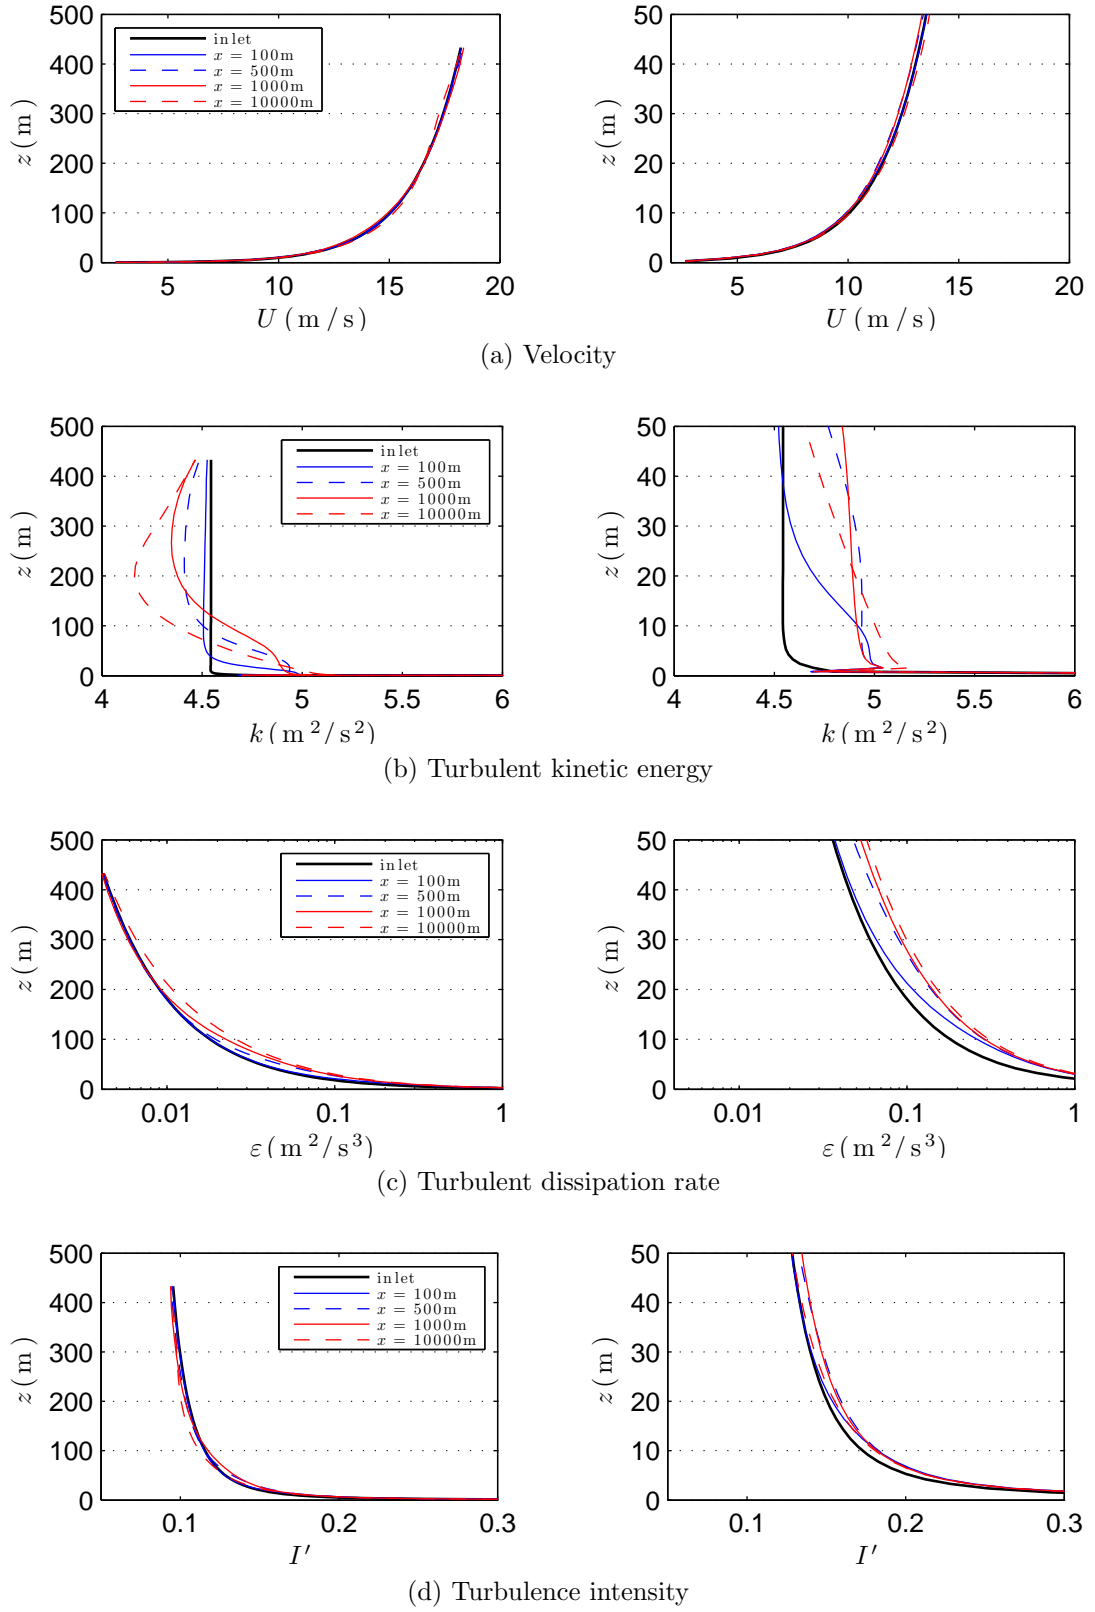 500
400
300
200
100
0
z(m)
inlet
x = 100m
x = 500m
x = 1000m
x = 10000m
5
10
15
20
U(m/s)
50
40
30
20
10
0
z(m)
5
10
15
20
U(m/s)
(a) Velocity
500
400
300
200
100
0
z(m)
inlet
x = 100m
x = 500m
x = 1000m
x = 10000m
4
4.5
5
5.5
6
k(m²/s²)
50
40
30
20
10
0
z(m)
4
4.5
5
5.5
6
k(m²/s²)
(b) Turbulent kinetic energy
500
400
300
200
100
0
z(m)
inlet
x = 100m
x = 500m
x = 1000m
x = 10000m
0.01
0.1
1
ε(m²/s³)
50
40
30
20
10
0
z(m)
0.01
0.1
1
ε(m²/s³)
(c) Turbulent dissipation rate
500
400
300
200
100
0
z(m)
inlet
x = 100m
x = 500m
x = 1000m
x = 10000m
0.1
0.2
0.3
I′
50
40
30
20
10
0
z(m)
0.1
0.2
0.3
I′
(d) Turbulence intensity